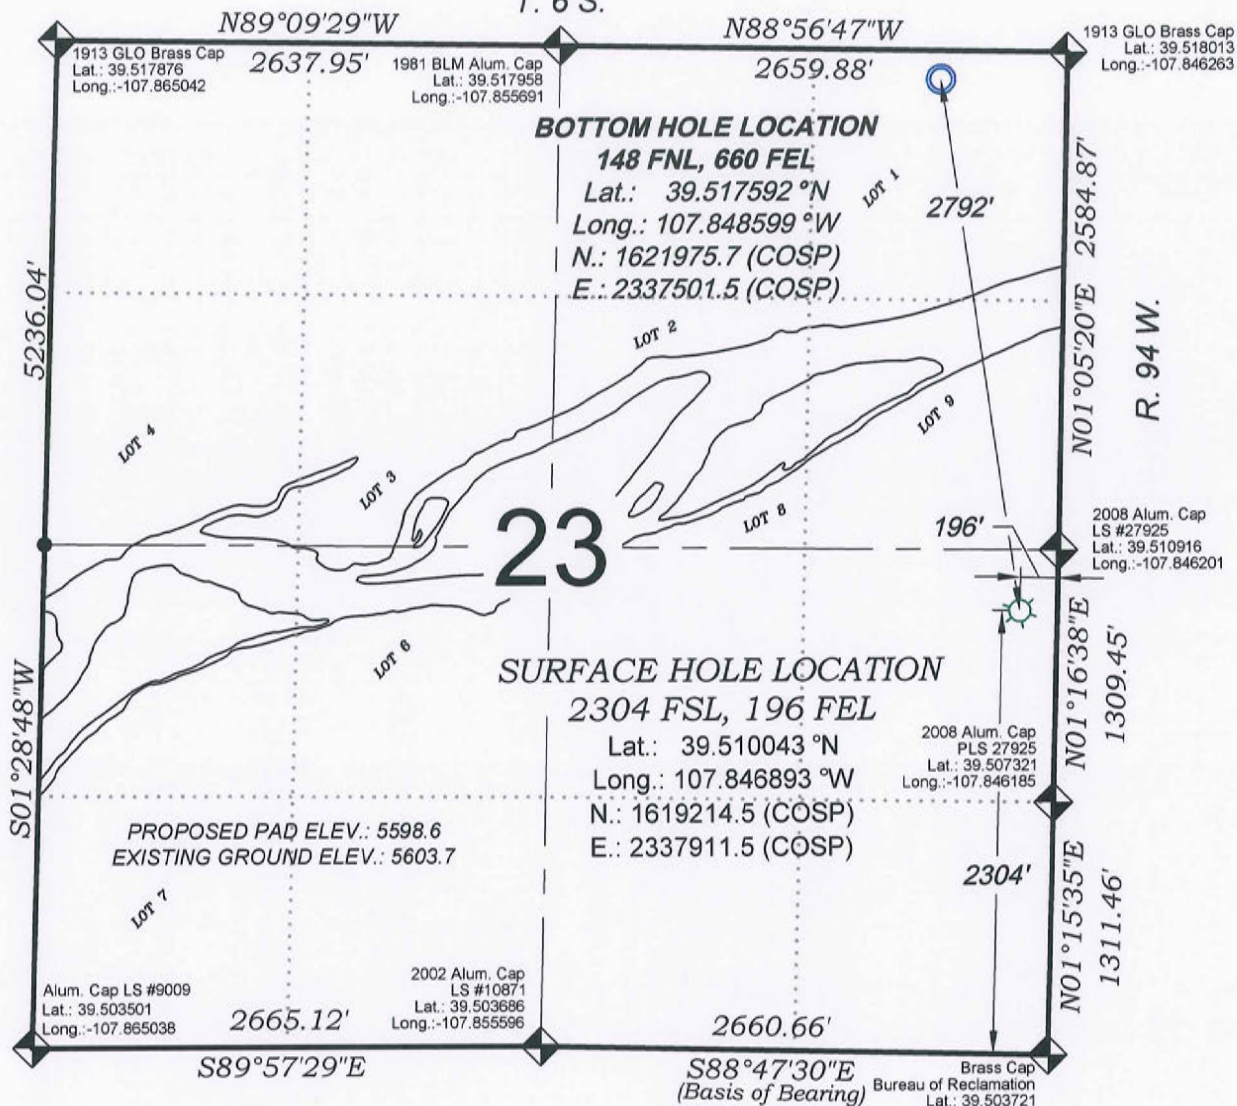 T. 6 S.
N89°09'29"W
N88°56'47"W
1913 GLO Brass Cap
Lat.: 39.517876
Long.:-107.865042
2637.95'
1981 BLM Alum. Cap
Lat.: 39.517958
Long.:-107.855691
2659.88'
1913 GLO Brass Cap
Lat.: 39.518013
Long.:-107.846263
BOTTOM HOLE LOCATION
148 FNL, 660 FEL
Lat.: 39.517592 °N
Long.: 107.848599 °W
N.: 1621975.7 (COSP)
E.: 2337501.5 (COSP)
LOT 1
2792'
2584.87'
N01°05'20"E
R. 94 W.
5236.04'
S01°28'48"W
LOT 2
LOT 4
LOT 3
LOT 9
LOT 8
23
196'
2008 Alum. Cap
LS #27925
Lat.: 39.510916
Long.:-107.846201
LOT 6
SURFACE HOLE LOCATION
2304 FSL, 196 FEL
Lat.: 39.510043 °N
Long.: 107.846893 °W
N.: 1619214.5 (COSP)
E.: 2337911.5 (COSP)
2008 Alum. Cap
PLS 27925
Lat.: 39.507321
Long.:-107.846185
N01°16'38"E
1309.45'
PROPOSED PAD ELEV.: 5598.6
EXISTING GROUND ELEV.: 5603.7
2304'
LOT 7
N01°15'35"E
1311.46'
Alum. Cap LS #9009
Lat.: 39.503501
Long.:-107.865038
2665.12'
2002 Alum. Cap
LS #10871
Lat.: 39.503686
Long.:-107.855596
2660.66'
S89°57'29"E
S88°47'30"E
(Basis of Bearing)
Brass Cap
Bureau of Reclamation
Lat.: 39.503721